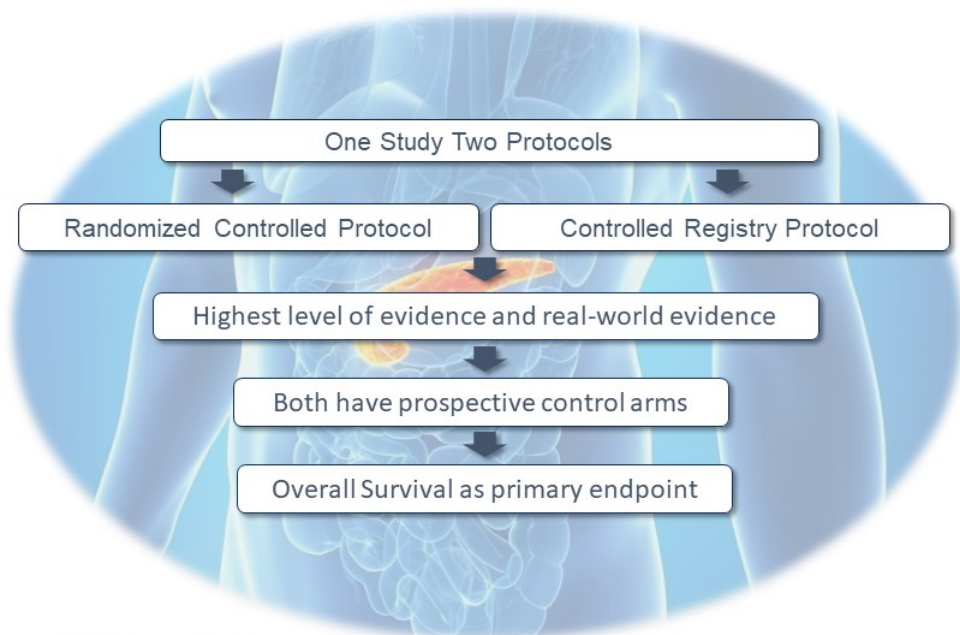 One Study Two Protocols
Randomized Controlled Protocol
Controlled Registry Protocol
Highest level of evidence and real-world evidence
Both have prospective control arms
Overall Survival as primary endpoint